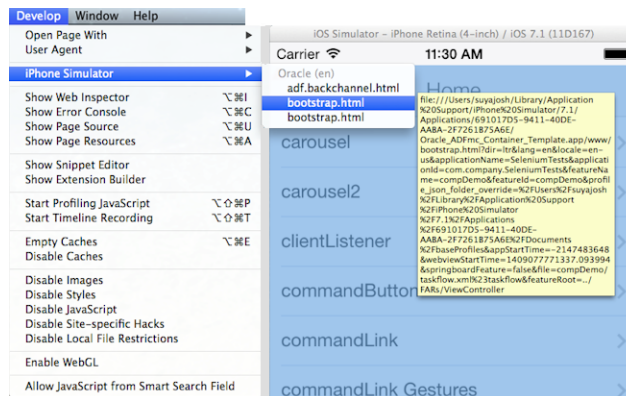 Develop Window Help
Open Page With
User Agent
iPhone Simulator
Show Web Inspector ⌥⌘I
Show Error Console ⌥⌘C
Show Page Source ⌥⌘U
Show Page Resources ⌥⌘A
Show Snippet Editor
Show Extension Builder
Start Profiling JavaScript ⌥⇧⌘P
Start Timeline Recording ⌥⇧⌘T
Empty Caches ⌥⌘E
Disable Caches
Disable Images
Disable Styles
Disable JavaScript
Disable Site-specific Hacks
Disable Local File Restrictions
Enable WebGL
Allow JavaScript from Smart Search Field
Oracle (en)
adf.backchannel.html
bootstrap.html
bootstrap.html
iOS Simulator – iPhone Retina (4-inch) / iOS 7.1 (11D167)
Carrier 11:30 AM
Home
carousel
carousel2
clientListener
commandButton
commandLink
commandLink Gestures
file:///Users/suyajosh/Library/Application
%20Support/iPhone%20Simulator/7.1/
Applications/691017D5-9411-40DE-
AABA-2F7261B75A6E/
Oracle_ADFmc_Container_Template.app/www/
bootstrap.html?dir=ltr&lang=en&locale=en-
us&applicationName=SeleniumTests&applicati
onId=com.company.SeleniumTests&featureNa
me=compDemo&featureId=compDemo&profil
e_json_folder_override=%2FUsers%2Fsuyajosh
%2FLibrary%2FApplication%20Support
%2FiPhone%20Simulator
%2F7.1%2FApplications
%2F691017D5-9411-40DE-
AABA-2F7261B75A6E%2FDocuments
%2FbaseProfiles&appStartTime=-2147483648
&webviewStartTime=1409077771337.093994
&springboardFeature=false&file=compDemo/
taskflow.xml%23taskflow&featureRoot=../
FARs/ViewController